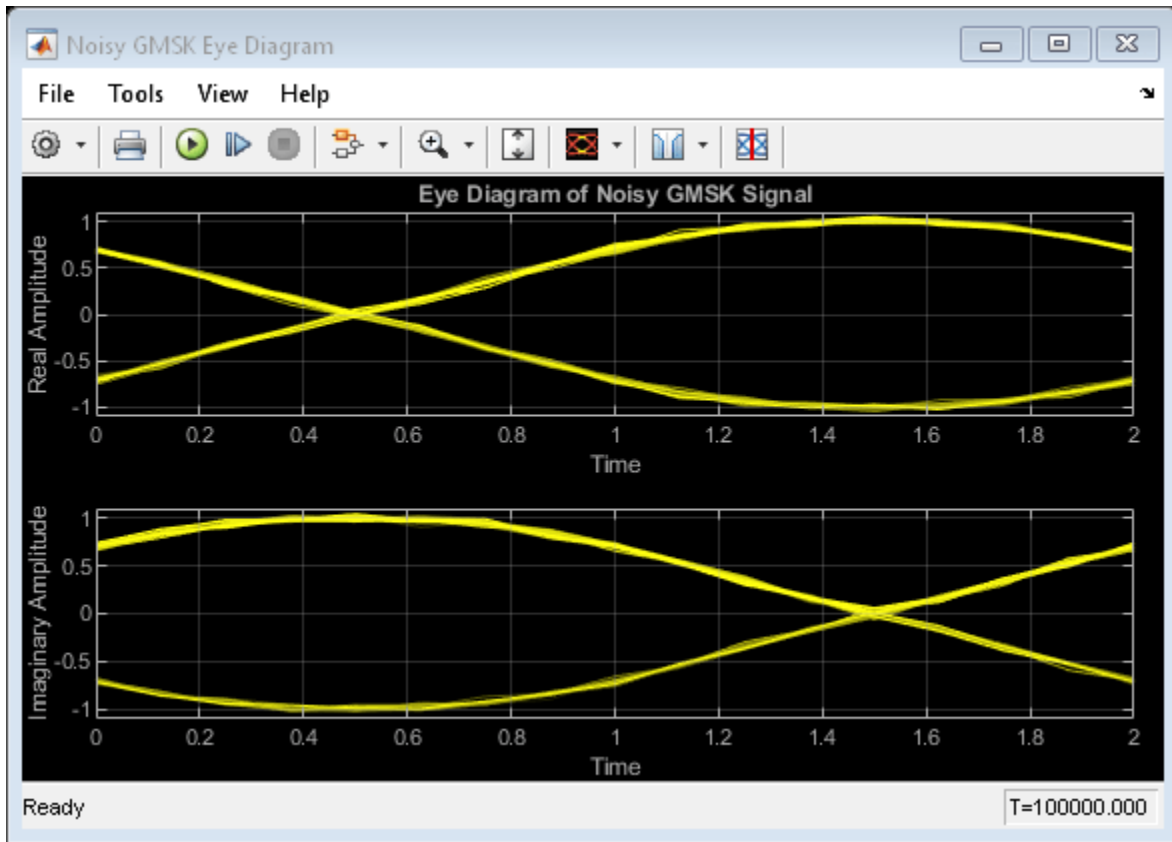 Noisy GMSK Eye Diagram
File Tools View Help
Eye Diagram of Noisy GMSK Signal
Real Amplitude
1
0.5
0
-0.5
-1
0 0.2 0.4 0.6 0.8 1 1.2 1.4 1.6 1.8 2
Time
Imaginary Amplitude
1
0.5
0
-0.5
-1
0 0.2 0.4 0.6 0.8 1 1.2 1.4 1.6 1.8 2
Time
Ready T=100000.000